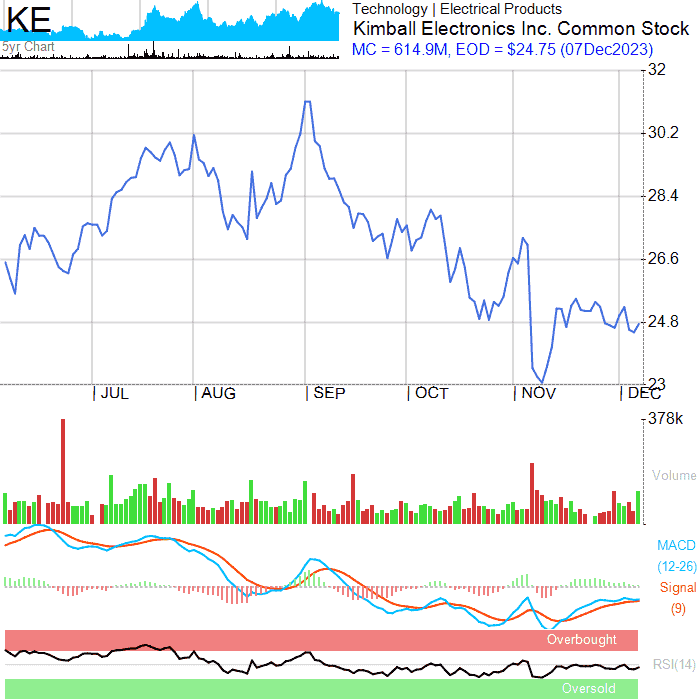 KE
5yr Chart
Technology | Electrical Products
Kimball Electronics Inc. Common Stock
MC = 614.9M, EOD = $24.75 (07Dec2023)
32
30.2
28.4
26.6
24.8
23
JUL AUG SEP OCT NOV DEC
378k
Volume
MACD
(12-26)
Signal
(9)
Overbought
RSI(14)
Oversold